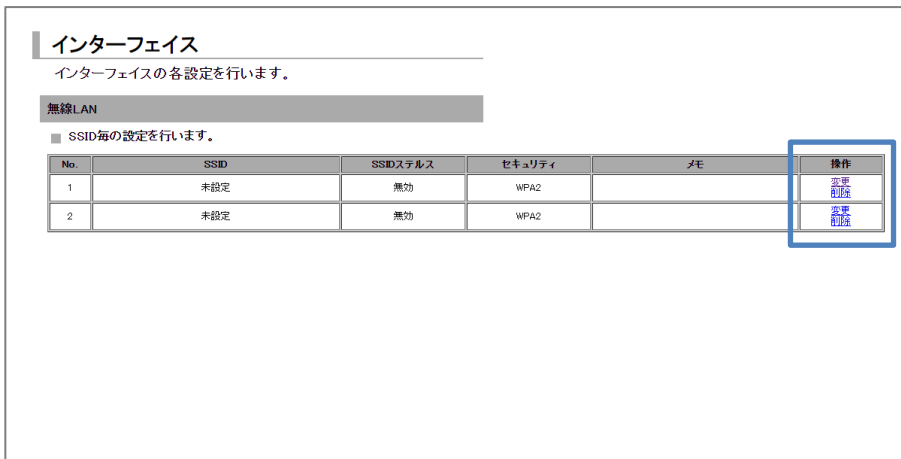 インターフェイス
インターフェイスの各設定を行います。
無線LAN
SSID毎の設定を行います。
No. SSID SSIDステルス セキュリティ メモ 操作
1 未設定 無効 WPA2 変更
削除
2 未設定 無効 WPA2 変更
削除